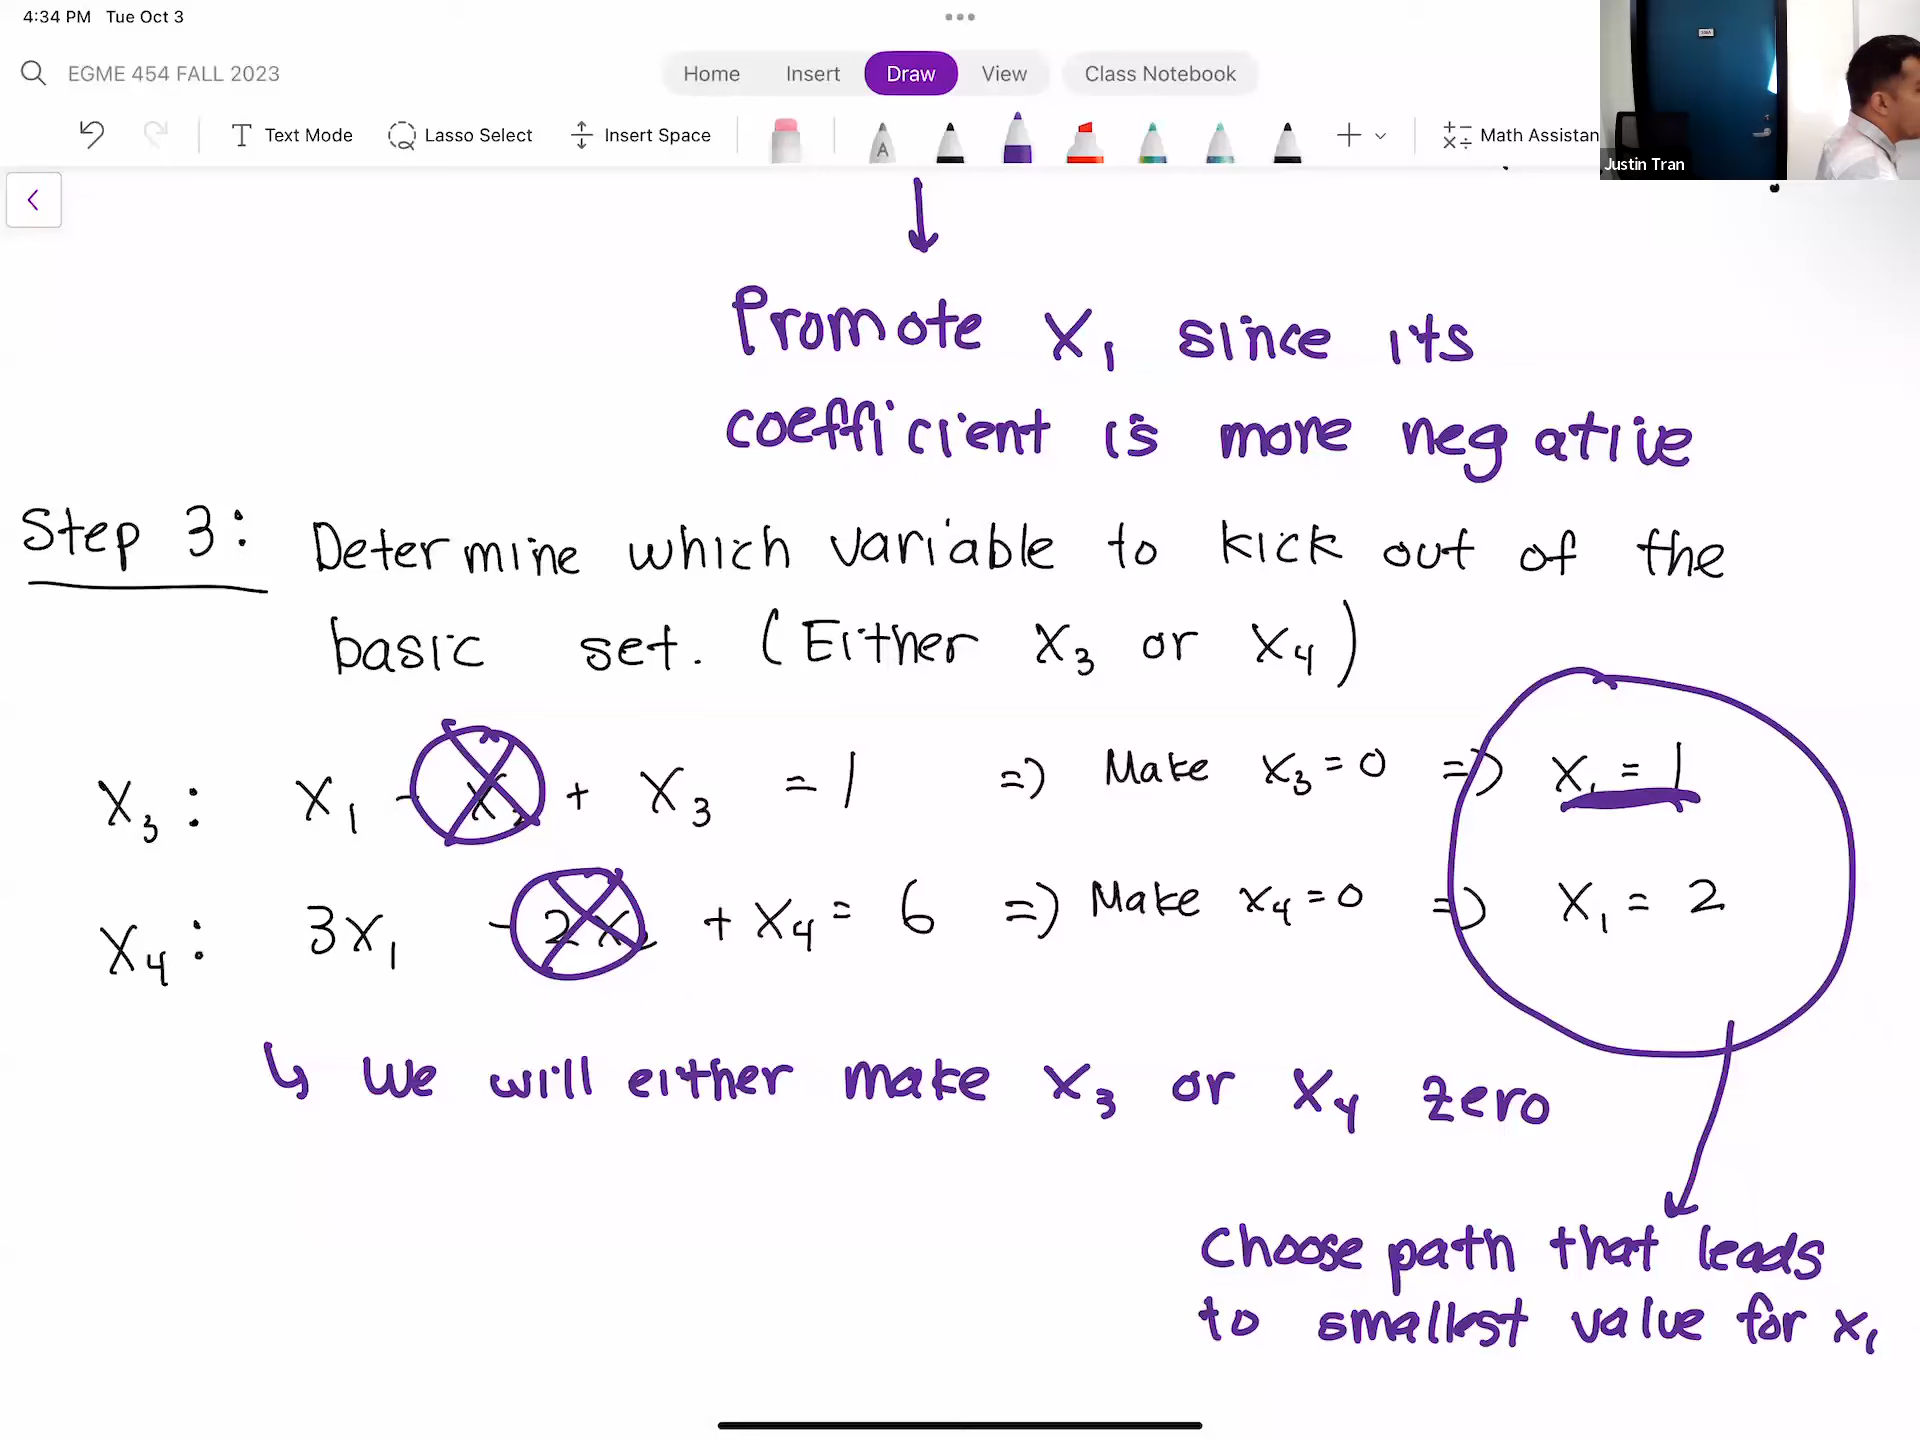 4:34 PM Tue Oct 3
EGME 454 FALL 2023
Home Insert Draw View Class Notebook
Text Mode Lasso Select Insert Space Math Assistan
Justin Tran
Promote X₁ since its
coefficient is more negative
Step 3: Determine which variable to kick out of the
basic set. (Either X₃ or X₄)
X₃: X₁ - X₂ + X₃ = 1 => Make X₃ = 0 => X₁ = 1
X₄: 3X₁ - 2X₂ + X₄ = 6 => Make X₄ = 0 => X₁ = 2
↳ We will either make X₃ or X₄ zero
Choose path that leads
to smallest value for X₁